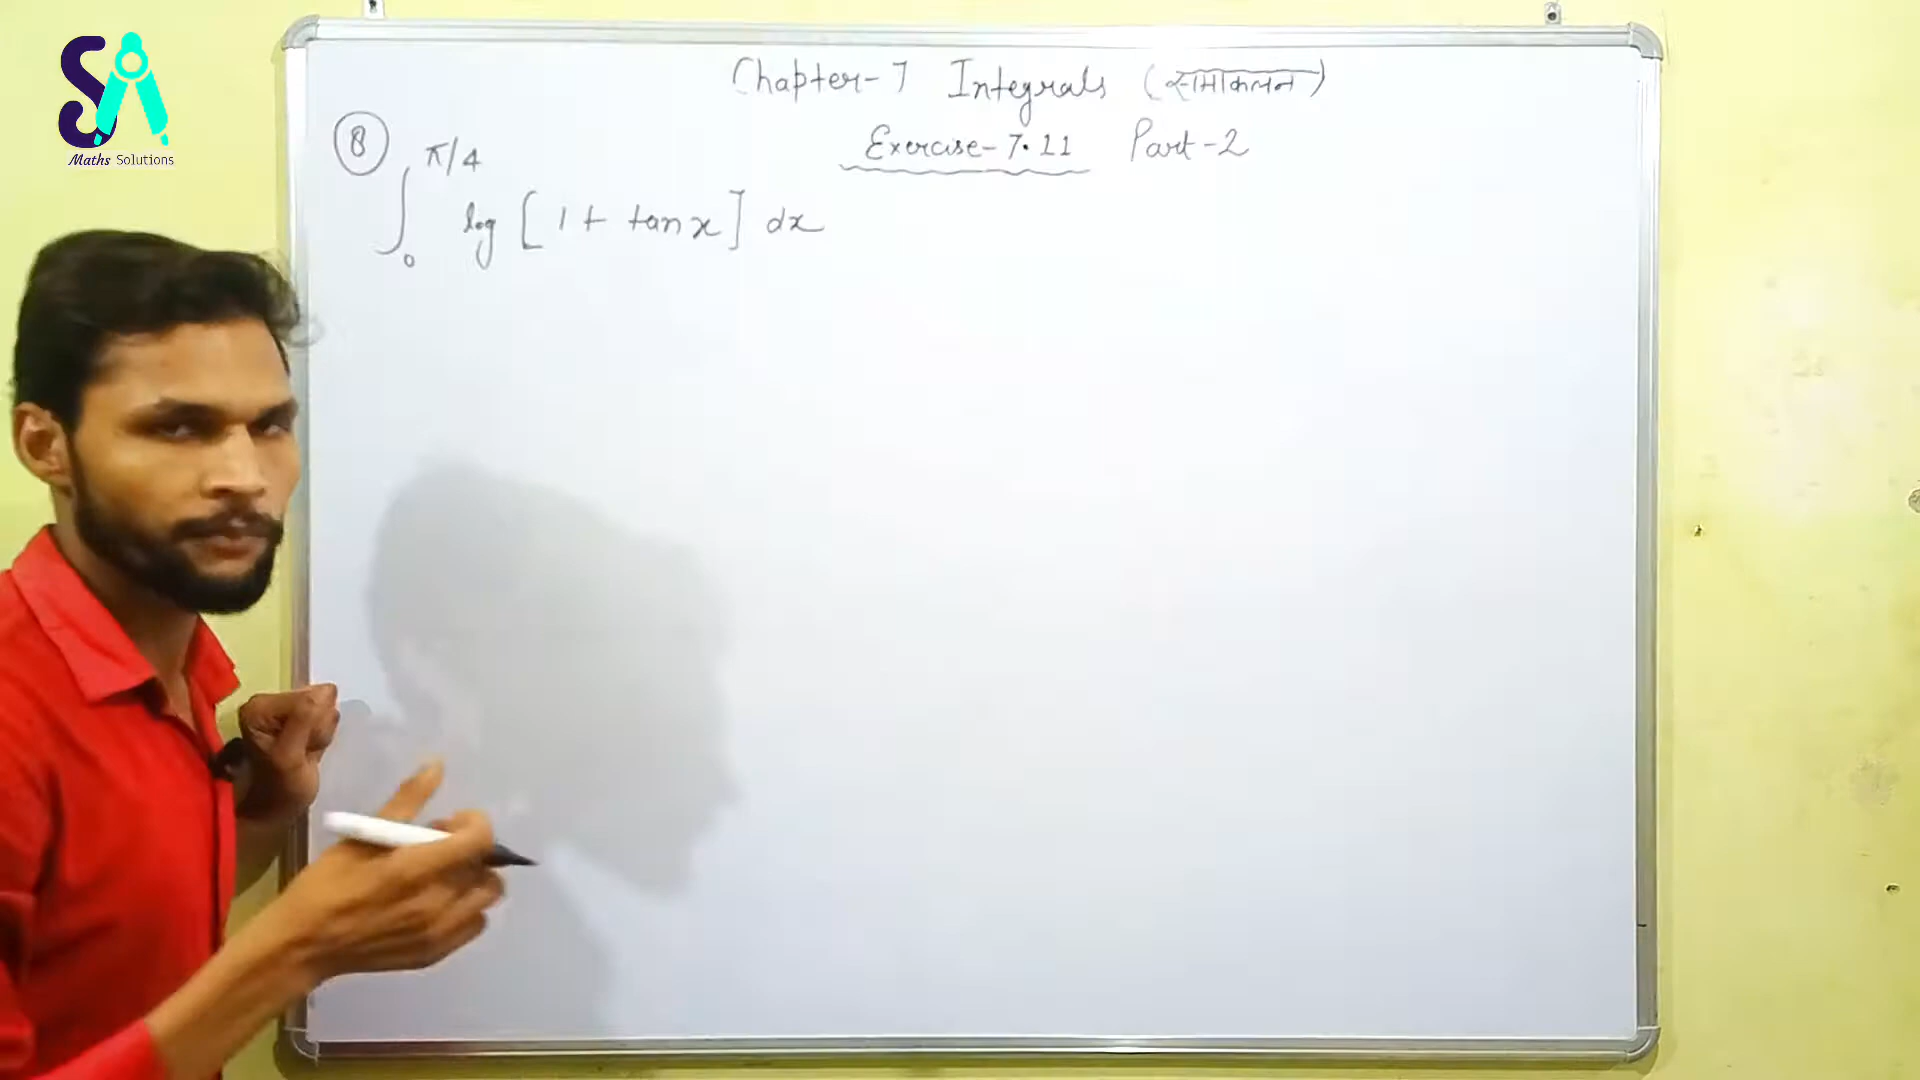 SA
Maths Solutions
Chapter-7 Integrals (समाकलन)
Exercise-7.11 Part-2
8
∫₀^π/4 log [1 + tan x] dx